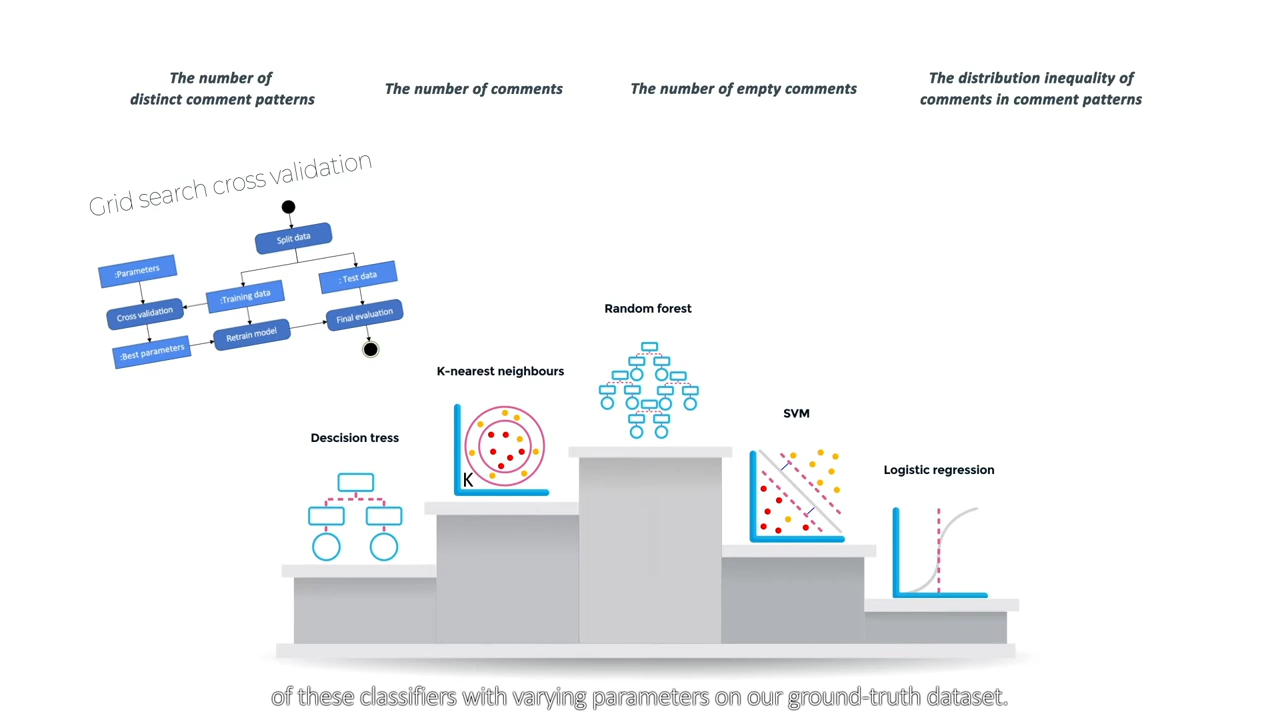 The number of
distinct comment patterns
The number of comments
The number of empty comments
The distribution inequality of
comments in comment patterns
Grid search cross validation
Split data
:Parameters
:Training data
: Test data
Cross validation
Retrain model
Final evaluation
:Best parameters
Random forest
K-nearest neighbours
SVM
Descision tress
Logistic regression
K
of these classifiers with varying parameters on our ground-truth dataset.